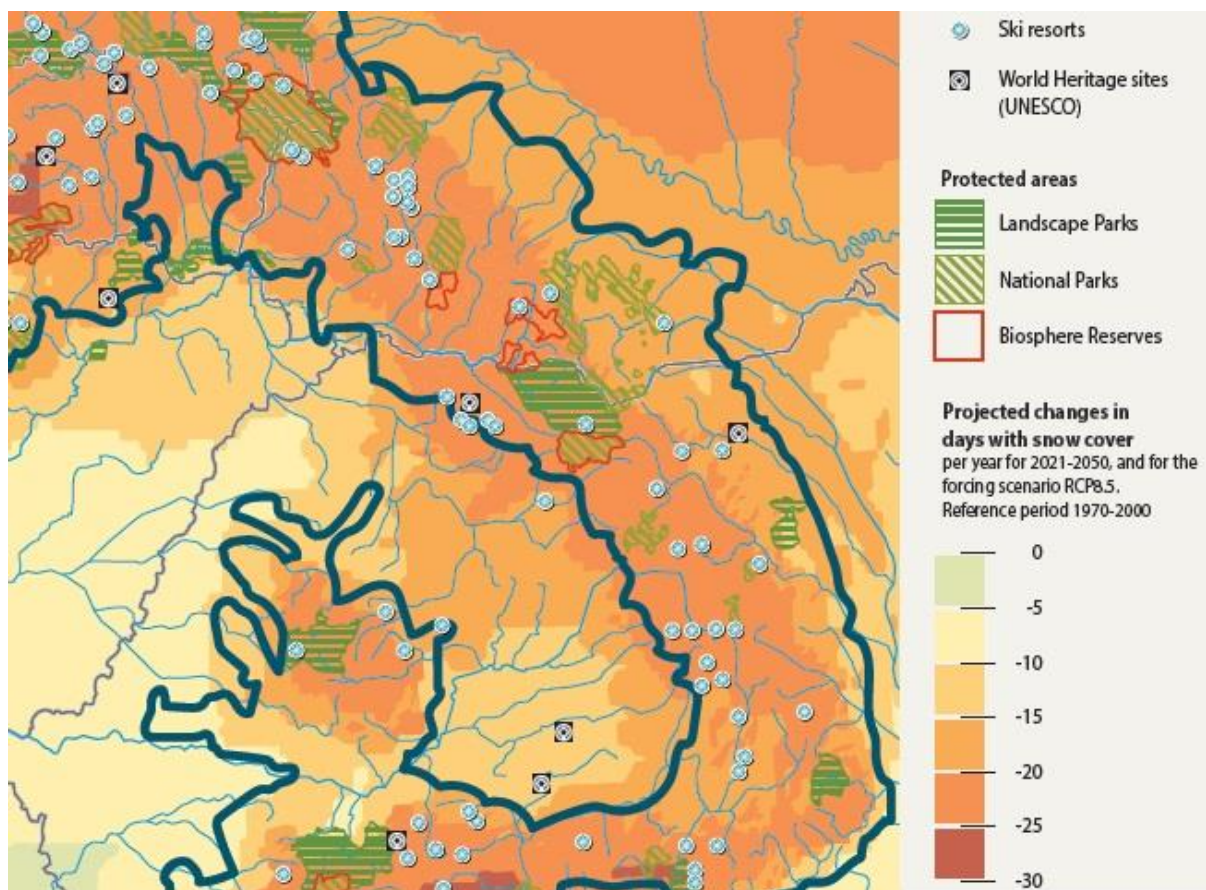 Ski resorts
World Heritage sites
(UNESCO)
Protected areas
Landscape Parks
National Parks
Biosphere Reserves
Projected changes in
days with snow cover
per year for 2021-2050, and for the
forcing scenario RCP8.5.
Reference period 1970-2000
0
-5
-10
-15
-20
-25
-30